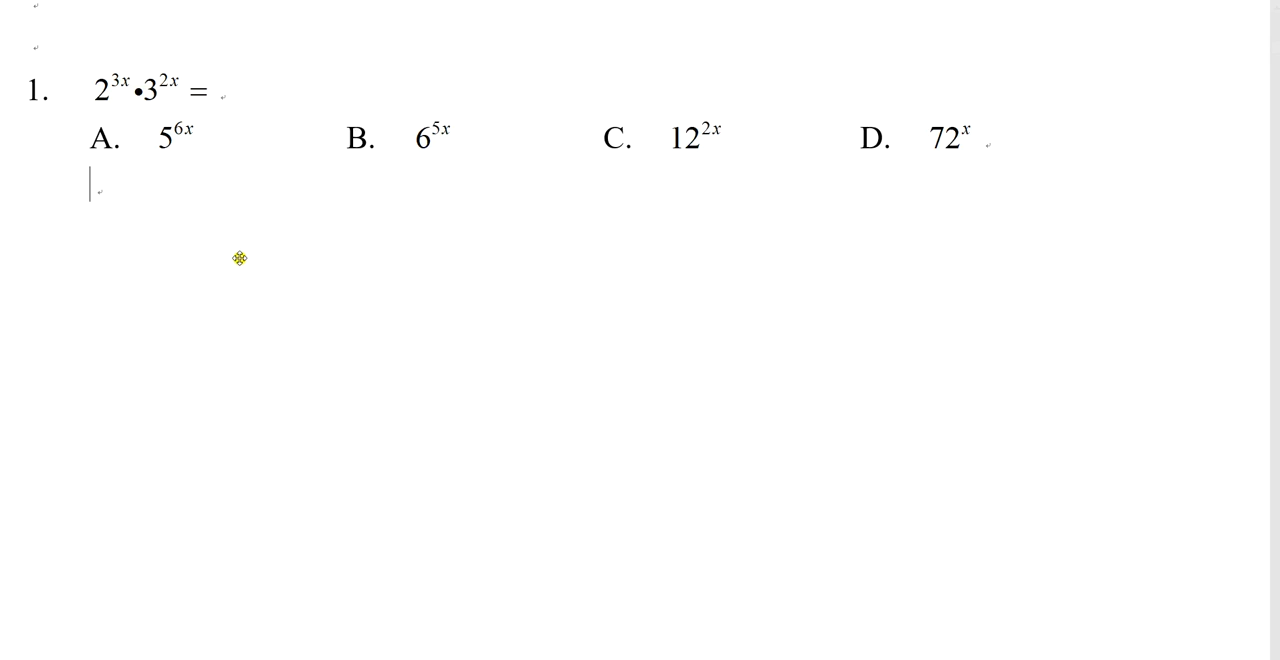 1. 2^{3x}•3^{2x} =
A. 5^{6x} B. 6^{5x} C. 12^{2x} D. 72^{x}